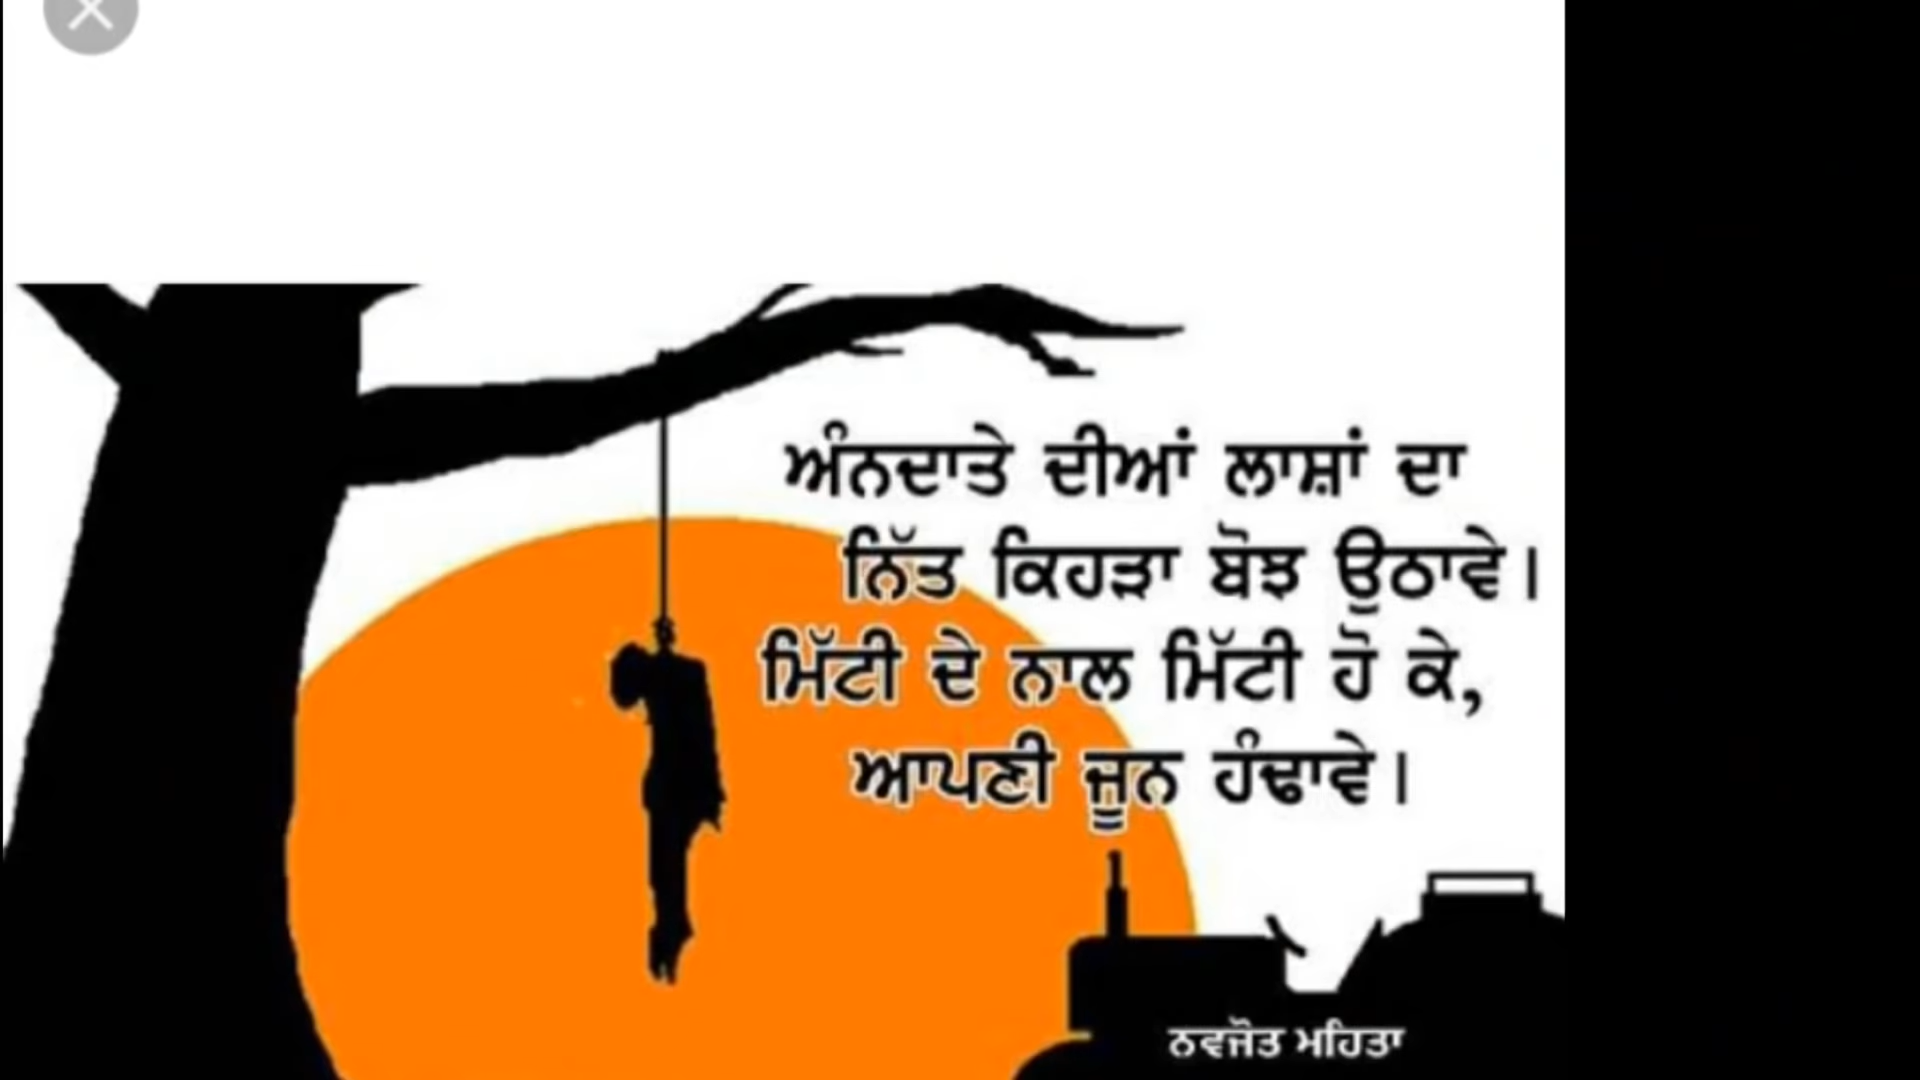 ਅੰਨਦਾਤੇ ਦੀਆਂ ਲਾਸ਼ਾਂ ਦਾ
ਨਿੱਤ ਕਿਹੜਾ ਬੋਝ ਉਠਾਵੇ।
ਮਿੱਟੀ ਦੇ ਨਾਲ ਮਿੱਟੀ ਹੋ ਕੇ,
ਆਪਣੀ ਜੂਨ ਹੰਢਾਵੇ।
ਨਵਜੋਤ ਮਹਿਤਾ